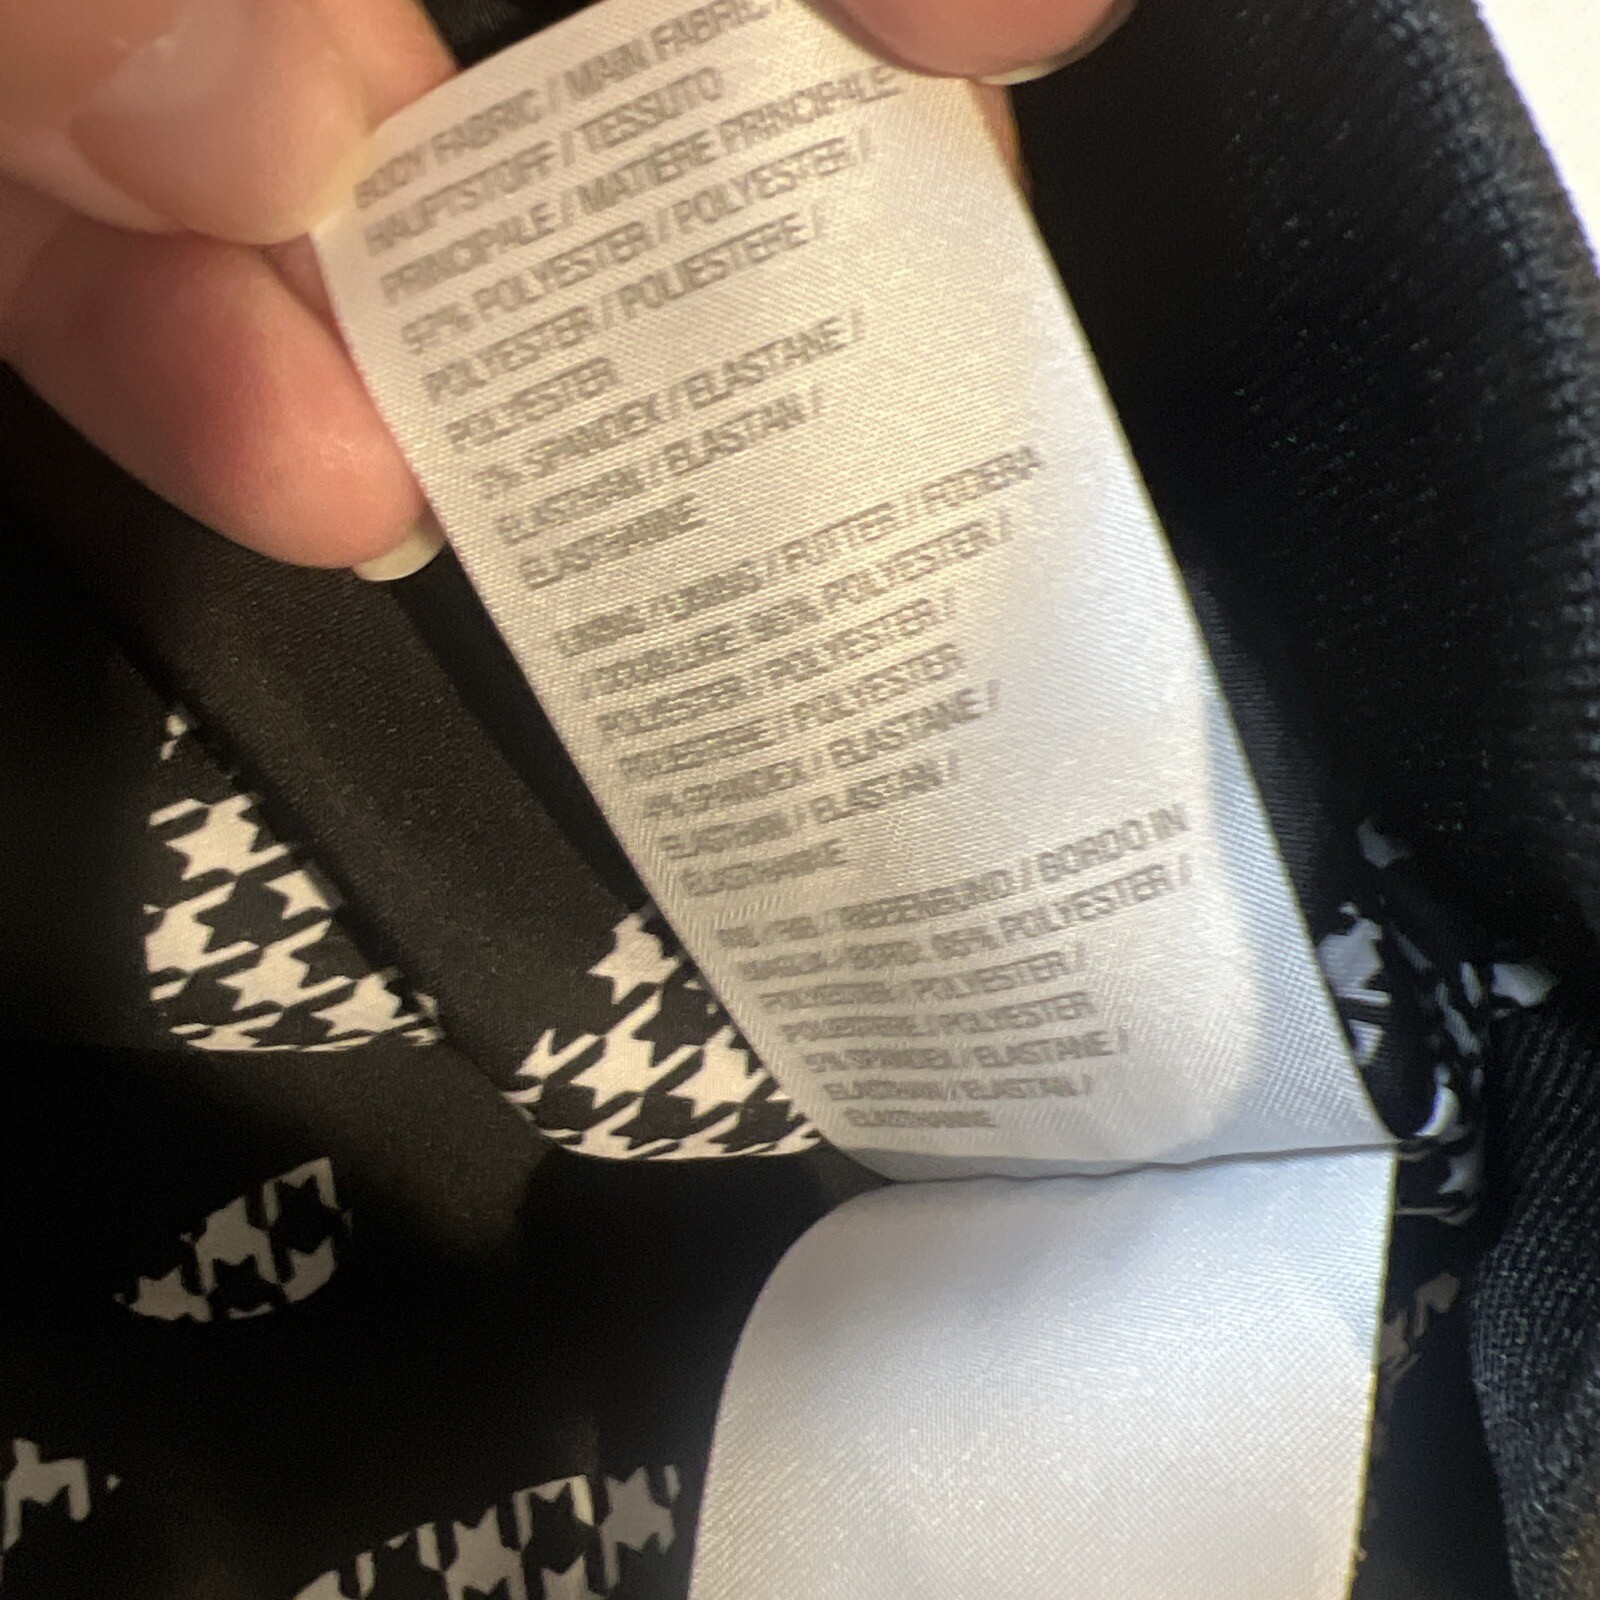 BODY FABRIC / MAIN FABRIC /
HAUPTSTOFF / TESSUTO
PRINCIPALE / MATIÈRE PRINCIPALE
POLYESTER / POLYESTER /
POLYESTER / POLIESTERE /
POLYESTER
SPANDEX / ELASTANE /
ELASTHAN / ELASTAN /
ELASTHANNE
LINING / LINING / FUTTER / FODERA
/ DOUBLURE: 96% POLYESTER /
POLYESTER / POLYESTER /
POLIESTERE / POLYESTER
4% SPANDEX / ELASTANE /
ELASTHAN / ELASTAN /
ELASTHANNE
RIB / RIB / RIPPENBUND / BORDO IN
MAGLIA / BORD: 95% POLYESTER /
POLYESTER / POLYESTER /
POLIESTERE / POLYESTER
5% SPANDEX / ELASTANE /
ELASTHAN / ELASTAN /
ELASTHANNE